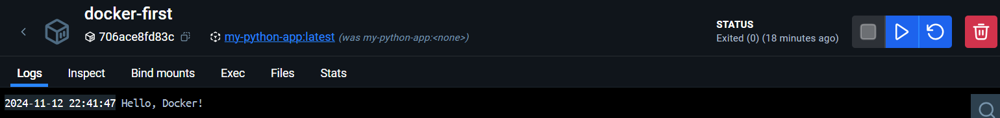 docker-first
706ace8fd83c my-python-app:latest (was my-python-app:<none>)
STATUS
Exited (0) (18 minutes ago)
Logs Inspect Bind mounts Exec Files Stats
2024-11-12 22:41:47 Hello, Docker!